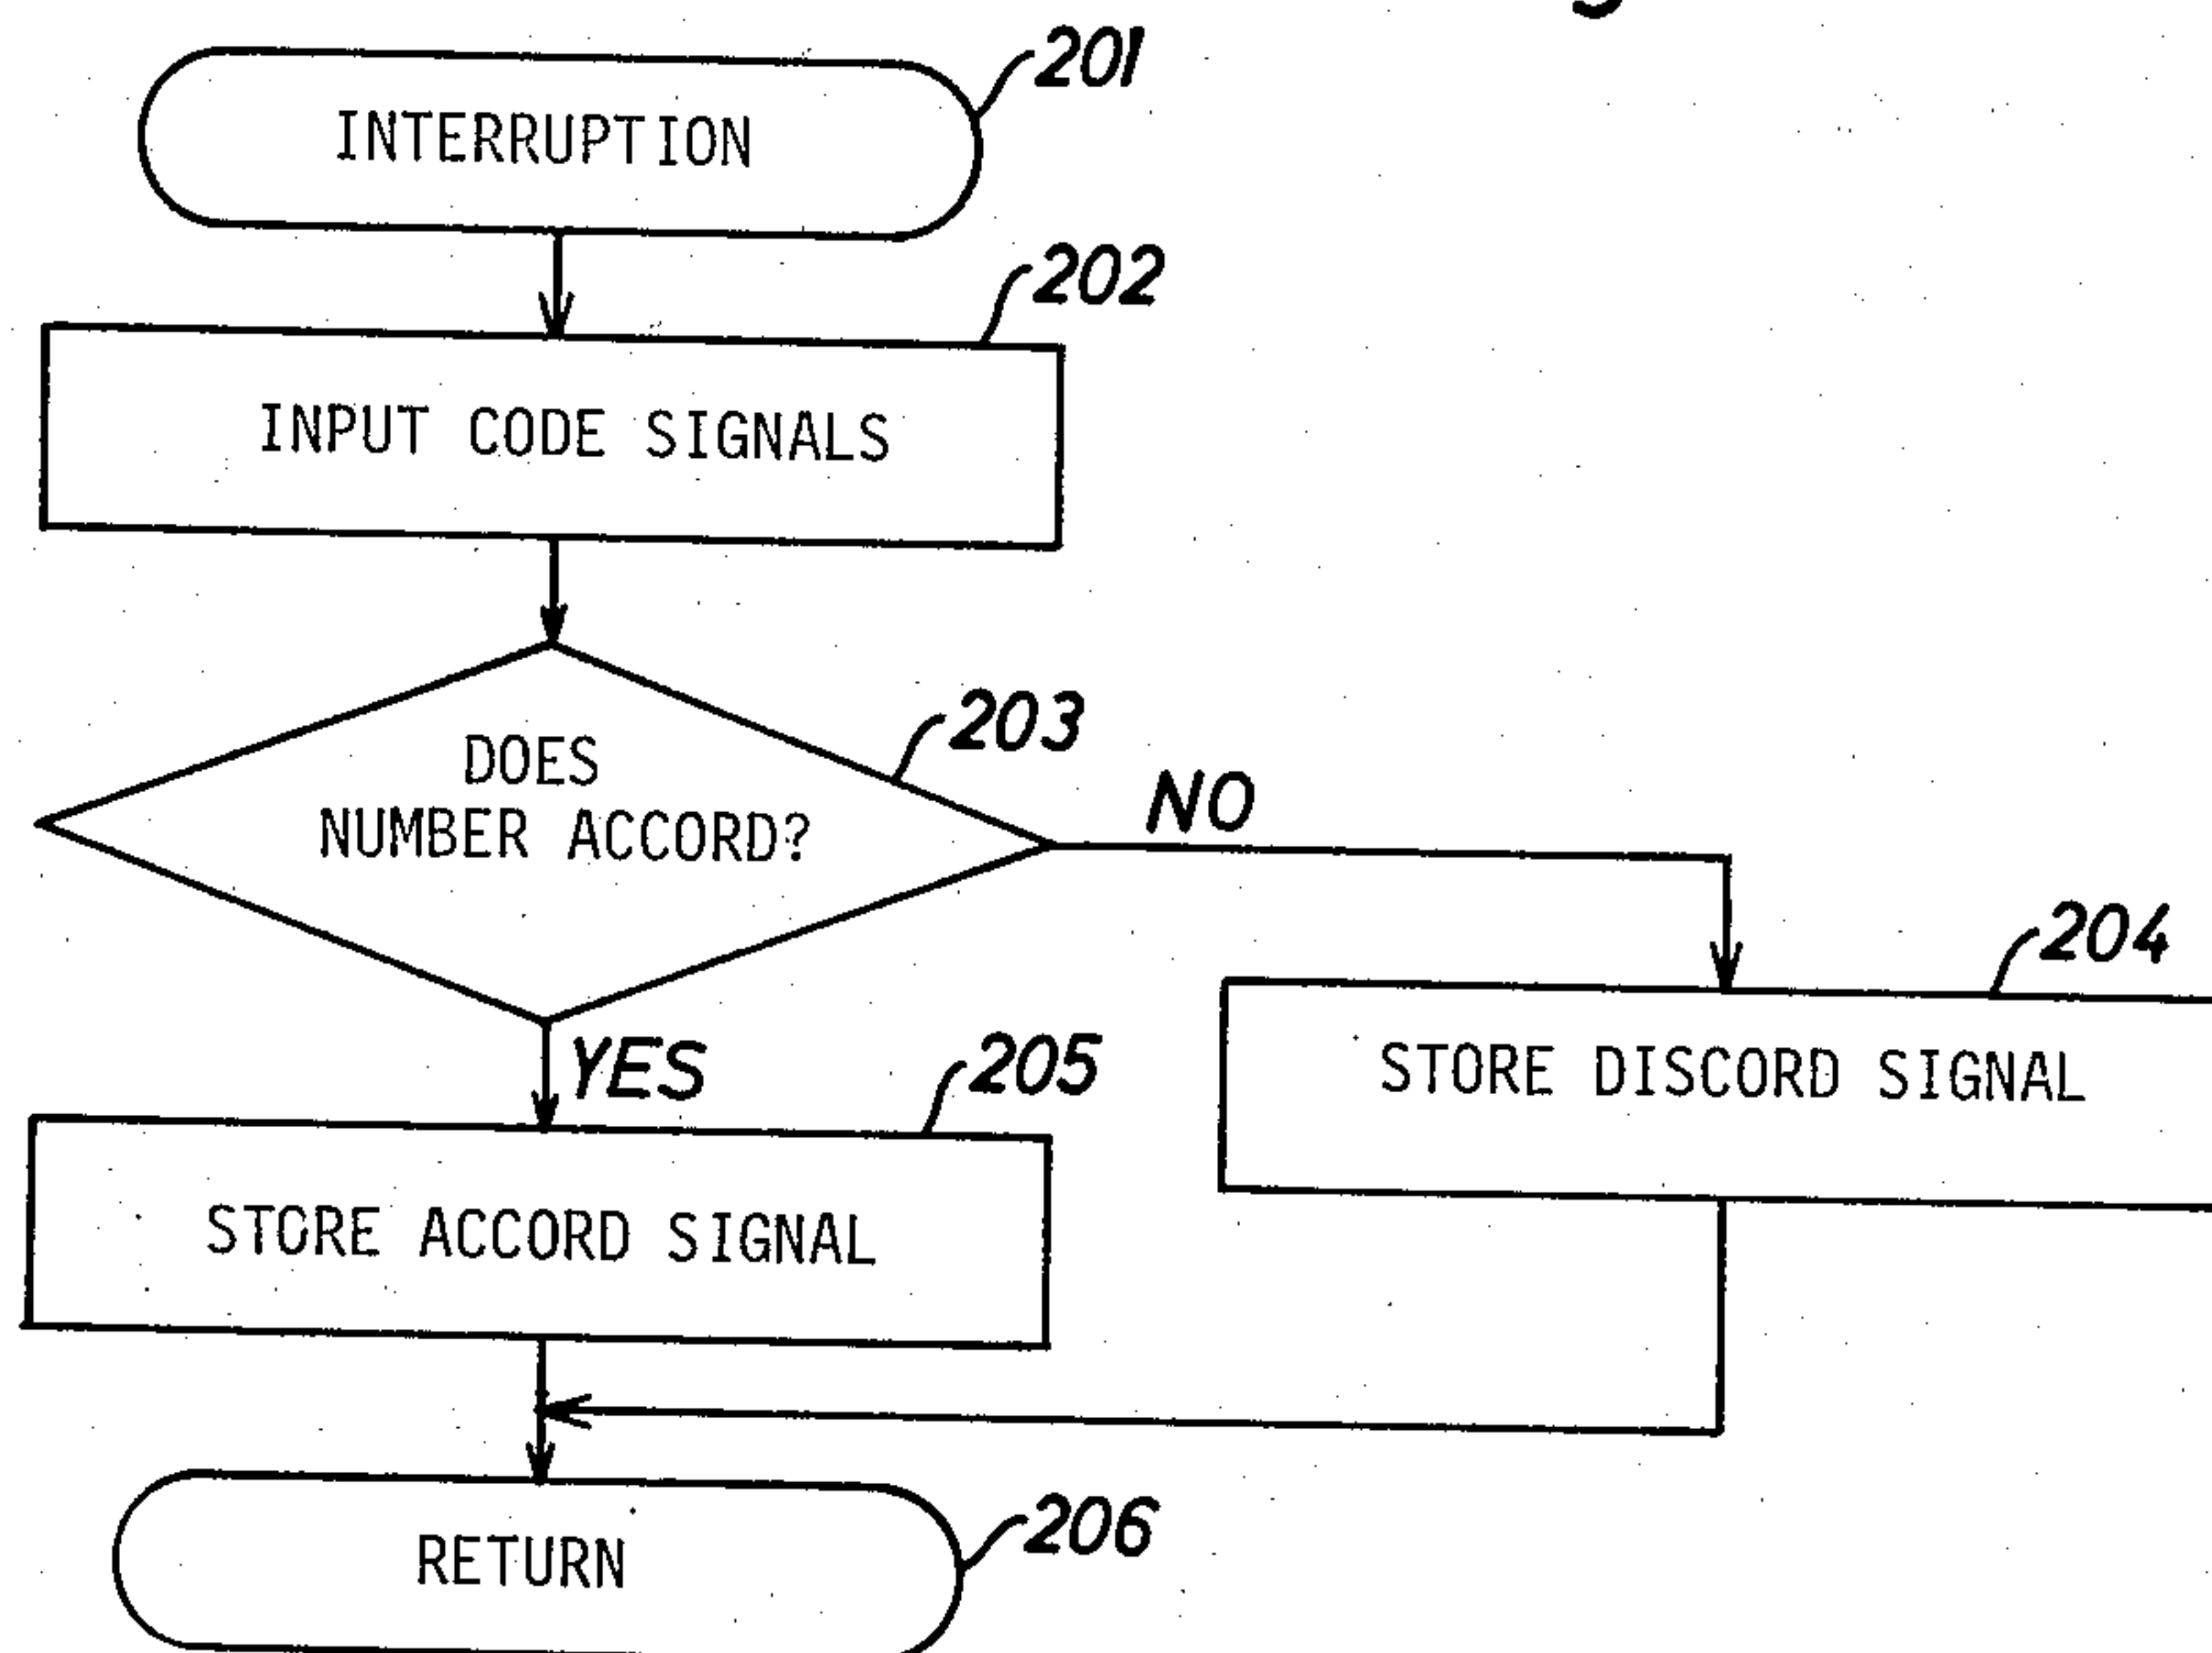 201
INTERRUPTION
202
INPUT CODE SIGNALS
203
DOES
NUMBER ACCORD?
NO
204
STORE DISCORD SIGNAL
YES
205
STORE ACCORD SIGNAL
206
RETURN